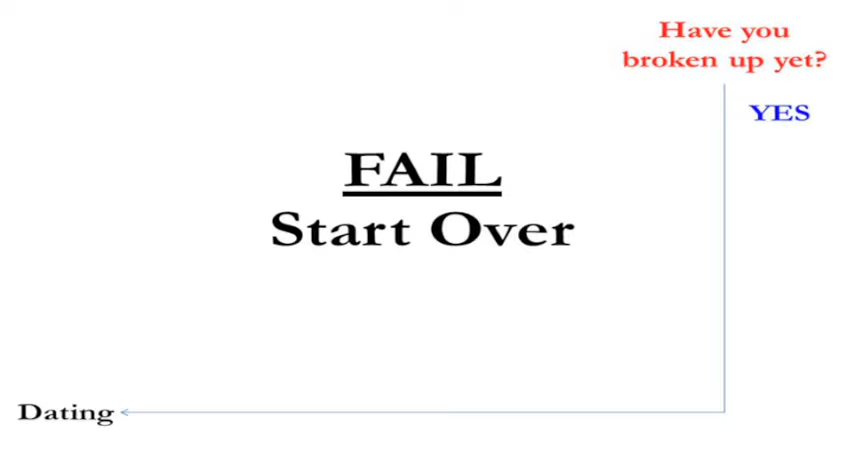 Have you
broken up yet?
YES
FAIL
Start Over
Dating